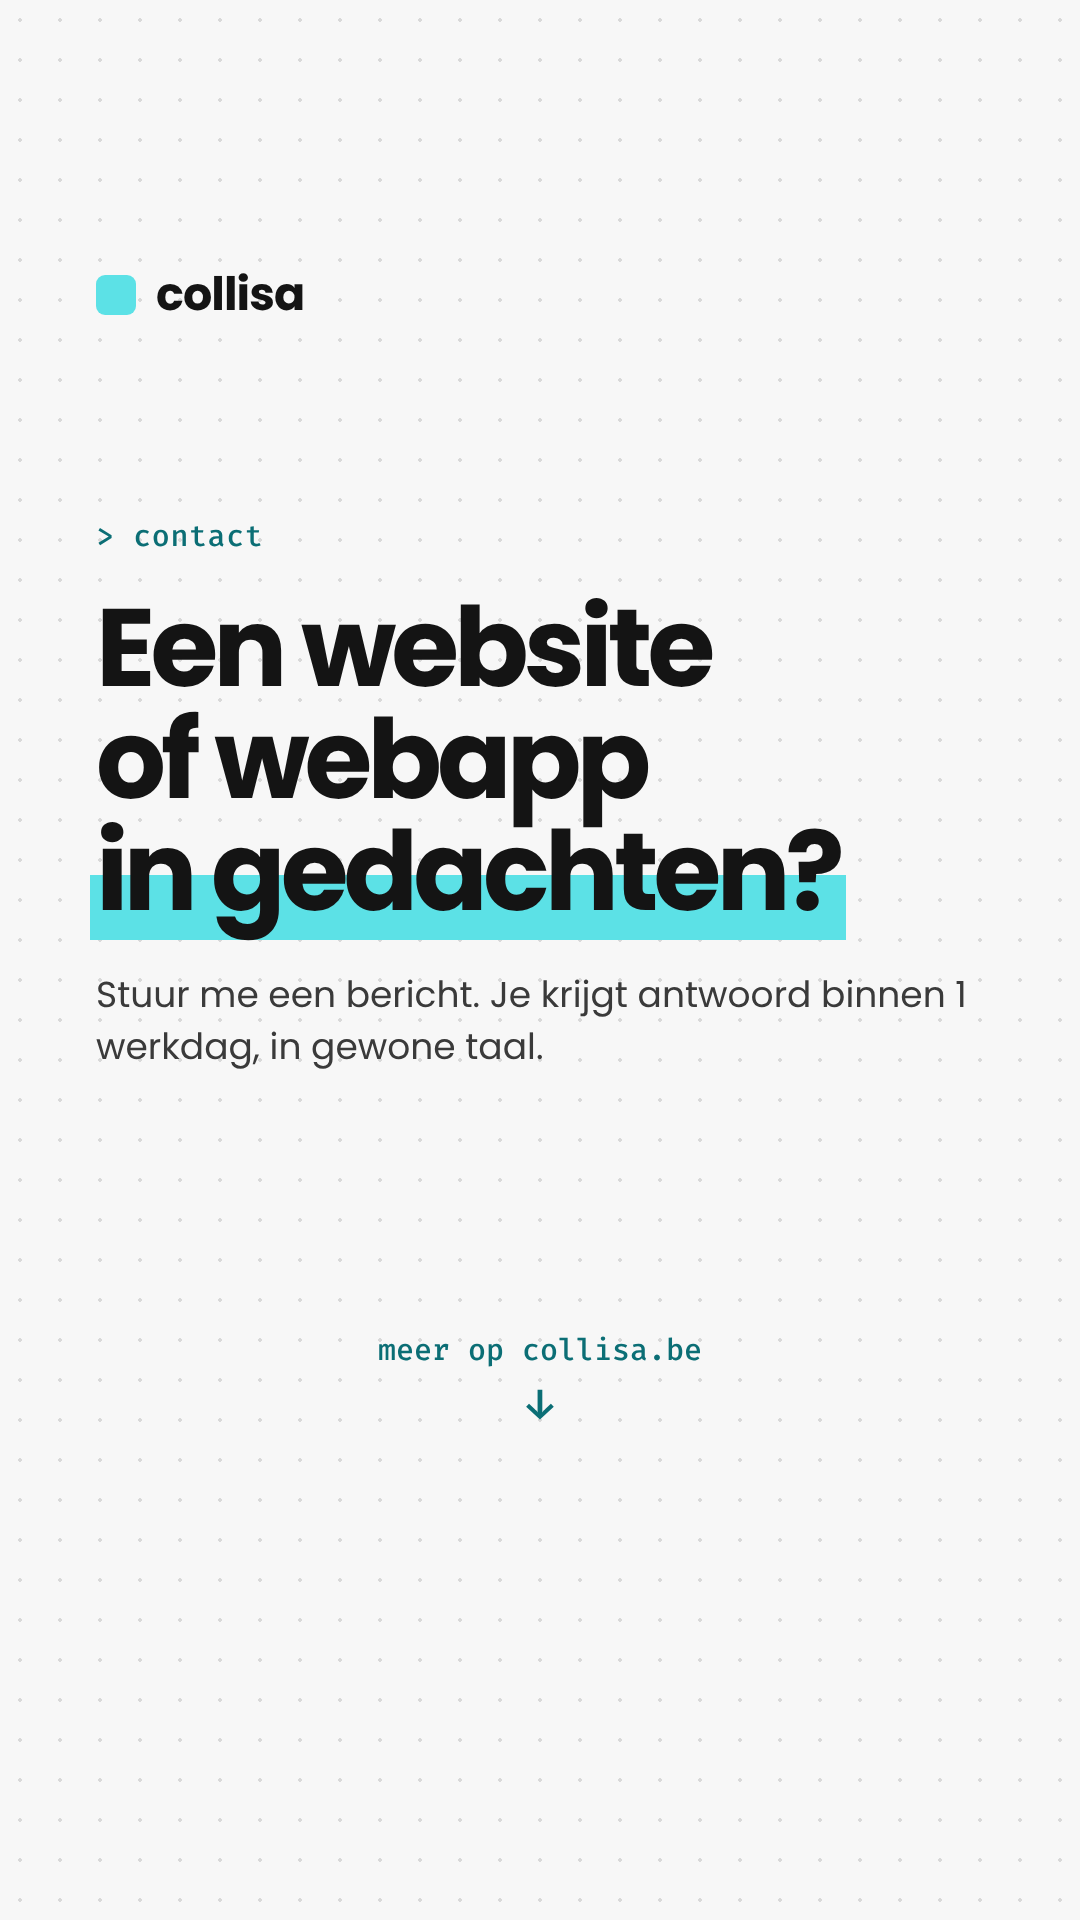 collisa
> contact
Een website
of webapp
in gedachten?
Stuur me een bericht. Je krijgt antwoord binnen 1
werkdag, in gewone taal.
meer op collisa.be
↓